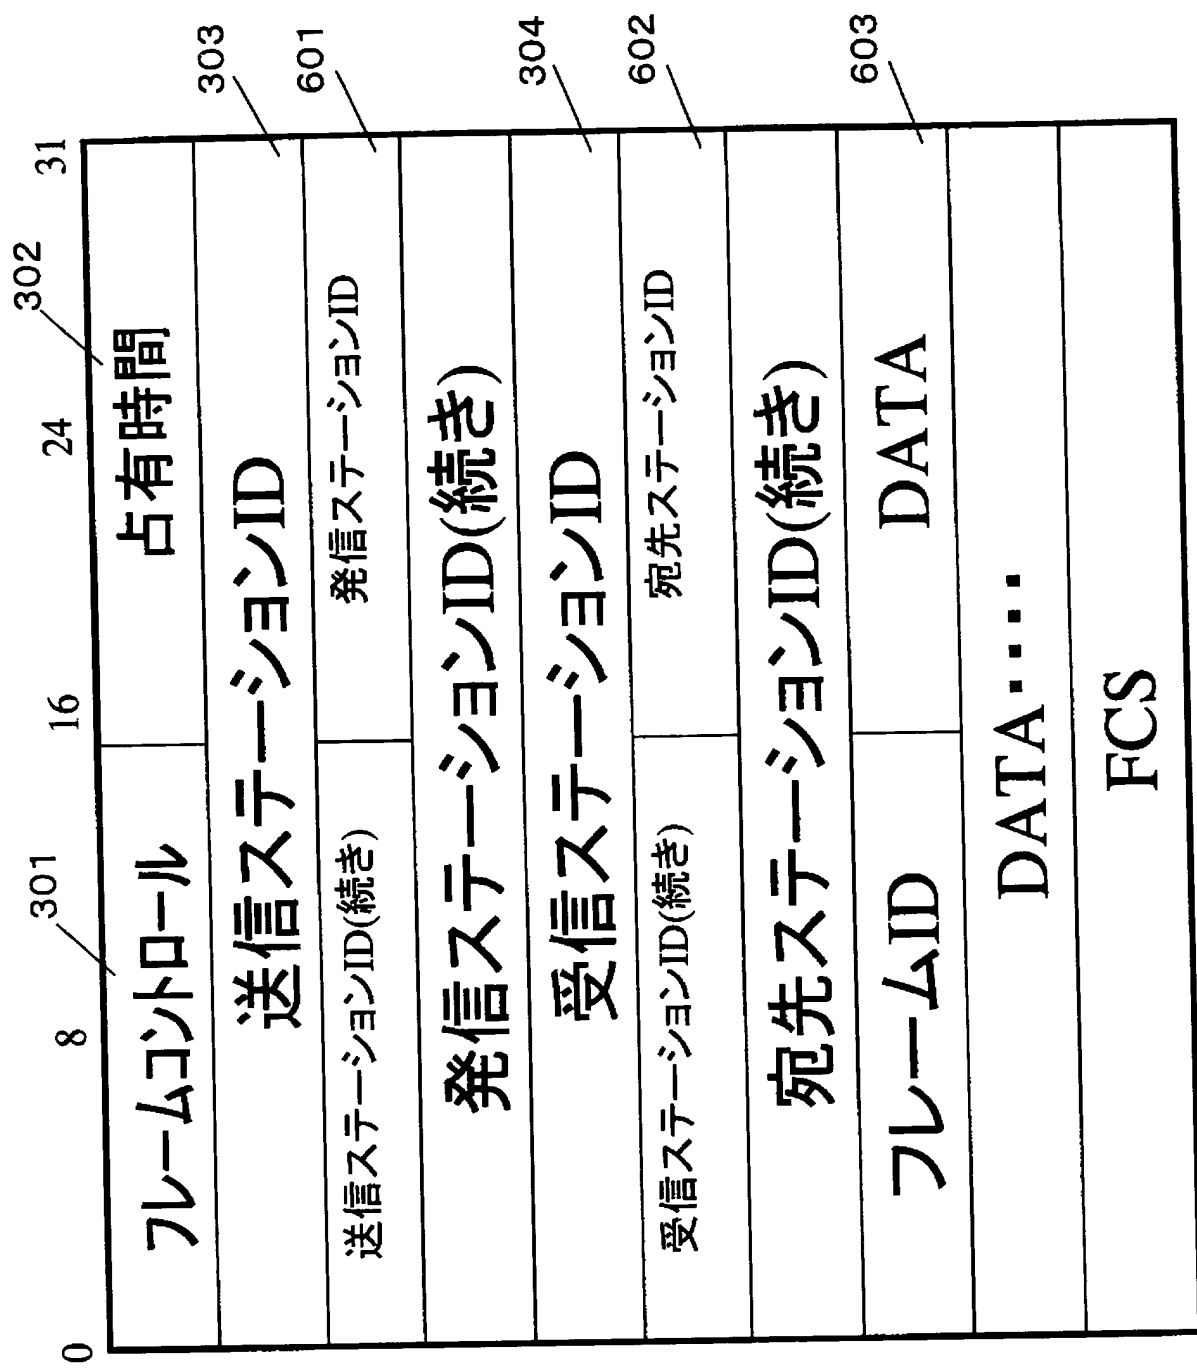 0 8 16 24 31
301 302
フレームコントロール 占有時間
303
送信ステーションID
601
送信ステーションID(続き) 発信ステーションID
発信ステーションID(続き)
304
受信ステーションID
602
受信ステーションID(続き) 宛先ステーションID
宛先ステーションID(続き)
603
フレームID DATA
DATA・・・・
FCS